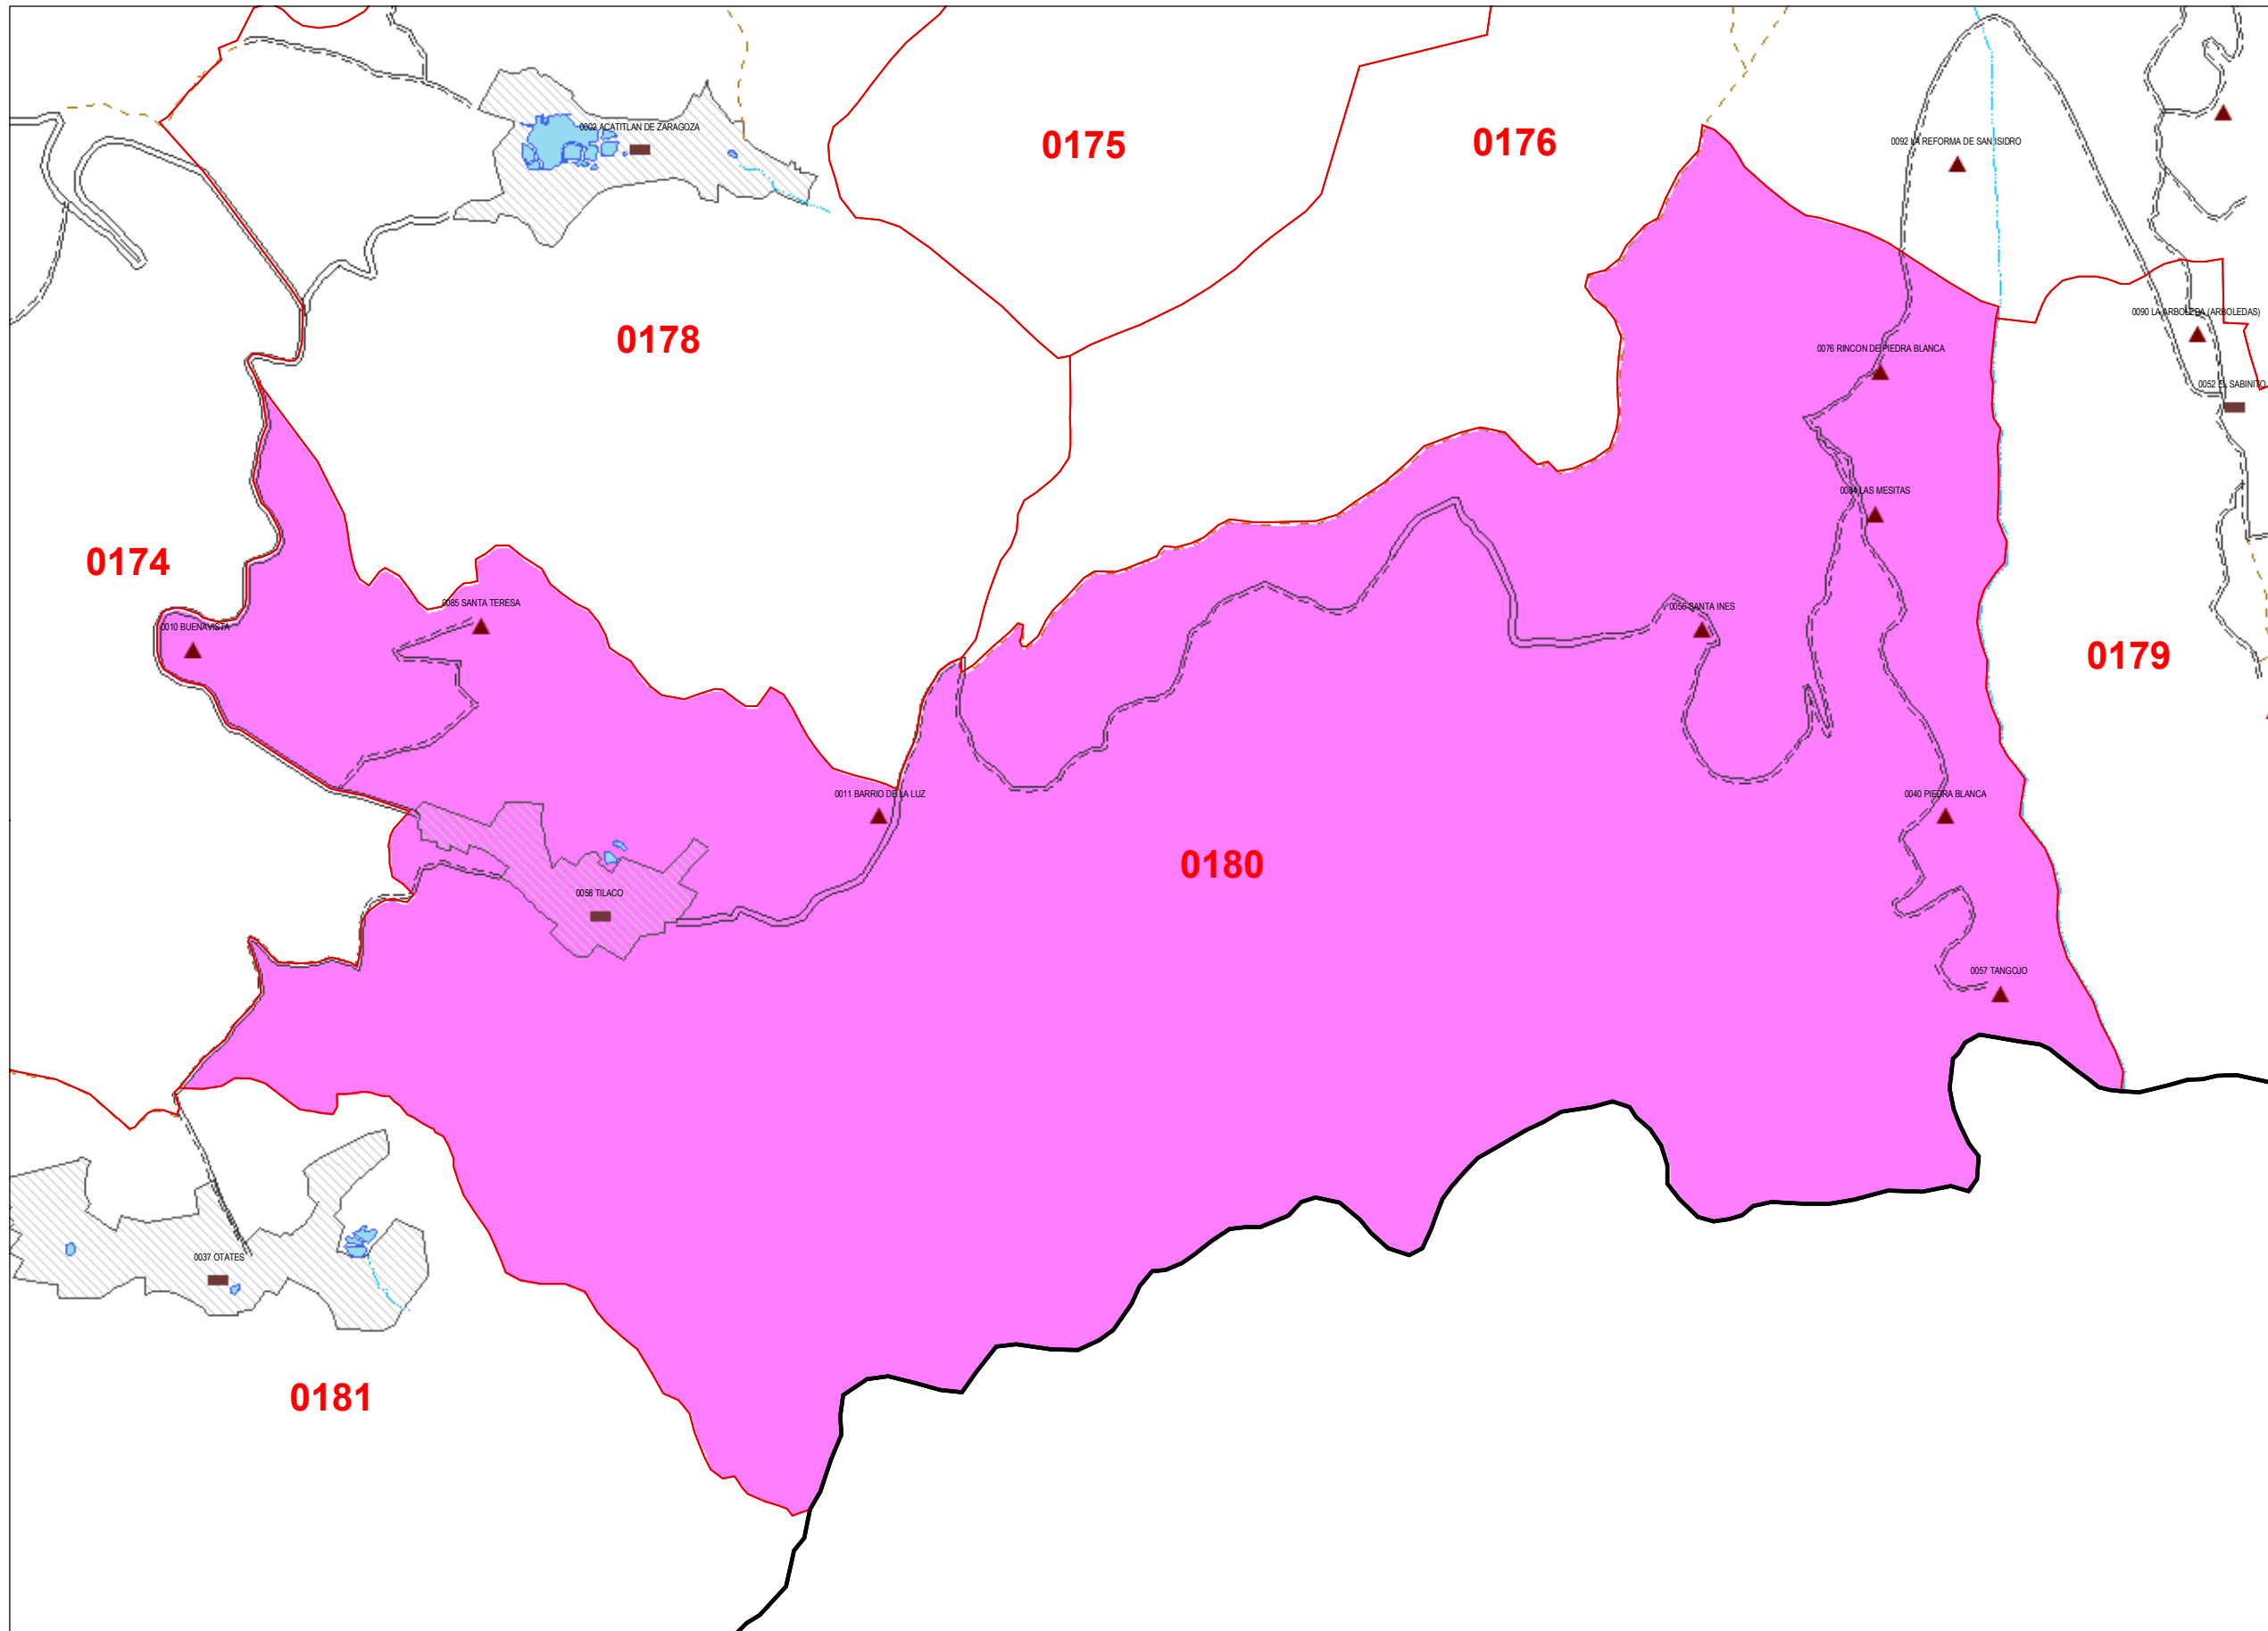 0002 ACATITLAN DE ZARAGOZA
0175
0176
0092 LA REFORMA DE SAN ISIDRO
0178
0090 LA ARBOLEDA (ARBOLEDAS)
0076 RINCON DE PIEDRA BLANCA
0052 EL SABINITO
0084 LAS MESITAS
0174
0085 SANTA TERESA
0056 SANTA INES
0010 BUENAVISTA
0179
0011 BARRIO DE LA LUZ
0040 PIEDRA BLANCA
0180
0058 TILACO
0057 TANGOJO
0037 OTATES
0181